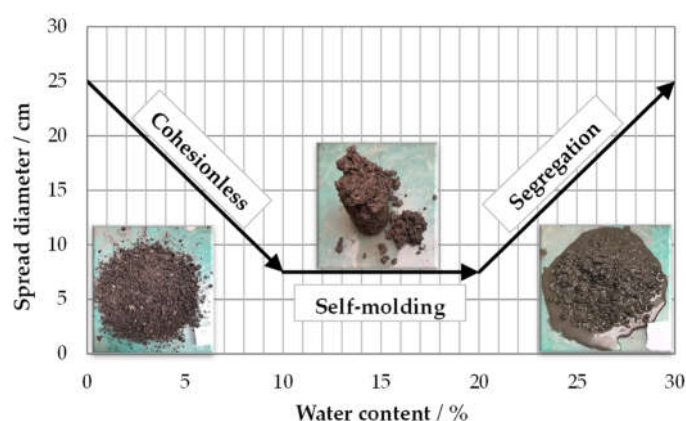 30
25
20
15
10
5
0
Spread diameter / cm
Cohesionless
Self-molding
Segregation
0 5 10 15 20 25 30
Water content / %